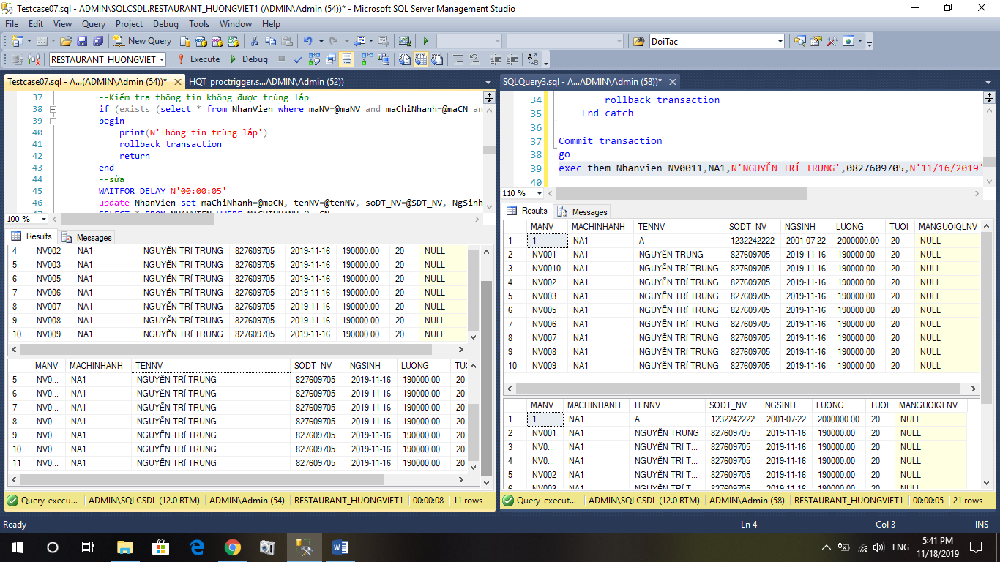 Testcase07.sql - ADMIN\SQLCSDL.RESTAURANT_HUONGVIET1 (ADMIN\Admin (54))* - Microsoft SQL Server Management Studio
File Edit View Query Project Debug Tools Window Help
New Query DoiTac
RESTAURANT_HUONGVIET Execute Debug
Testcase07.sql - A...(ADMIN\Admin (54))* HQT_proctrigger.s...ADMIN\Admin (52))
37 --Kiểm tra thông tin không được trùng lắp
38 if (exists (select * from NhanVien where maNV=@maNV and maChiNhanh=@maCN an
39 begin
40 print(N'Thông tin trùng lắp')
41 rollback transaction
42 return
43 end
44 --sửa
45 WAITFOR DELAY N'00:00:05'
46 update NhanVien set maChiNhanh=@maCN, tenNV=@tenNV, soDT_NV=@SDT_NV, NgSinh
100 %
Results Messages
4 NV002 NA1 NGUYỄN TRÍ TRUNG 827609705 2019-11-16 190000.00 20 NULL
5 NV003 NA1 NGUYỄN TRÍ TRUNG 827609705 2019-11-16 190000.00 20 NULL
6 NV005 NA1 NGUYỄN TRÍ TRUNG 827609705 2019-11-16 190000.00 20 NULL
7 NV006 NA1 NGUYỄN TRÍ TRUNG 827609705 2019-11-16 190000.00 20 NULL
8 NV007 NA1 NGUYỄN TRÍ TRUNG 827609705 2019-11-16 190000.00 20 NULL
9 NV008 NA1 NGUYỄN TRÍ TRUNG 827609705 2019-11-16 190000.00 20 NULL
10 NV009 NA1 NGUYỄN TRÍ TRUNG 827609705 2019-11-16 190000.00 20 NULL
MANV MACHINHANH TENNV SODT_NV NGSINH LUONG TUC
5 NV0... NA1 NGUYỄN TRÍ TRUNG 827609705 2019-11-16 190000.00 20
6 NV0... NA1 NGUYỄN TRÍ TRUNG 827609705 2019-11-16 190000.00 20
7 NV0... NA1 NGUYỄN TRÍ TRUNG 827609705 2019-11-16 190000.00 20
8 NV0... NA1 NGUYỄN TRÍ TRUNG 827609705 2019-11-16 190000.00 20
9 NV0... NA1 NGUYỄN TRÍ TRUNG 827609705 2019-11-16 190000.00 20
10 NV0... NA1 NGUYỄN TRÍ TRUNG 827609705 2019-11-16 190000.00 20
11 NV0... NA1 NGUYỄN TRÍ TRUNG 827609705 2019-11-16 190000.00 20
Query execu... ADMIN\SQLCSDL (12.0 RTM) ADMIN\Admin (54) RESTAURANT_HUONGVIET1 00:00:08 11 rows
SQLQuery3.sql - A...ADMIN\Admin (58))*
34 rollback transaction
35 End catch
36
37 Commit transaction
38 go
39 exec them_Nhanvien NV0011,NA1,N'NGUYỄN TRÍ TRUNG',0827609705,N'11/16/2019'
40
110 %
Results Messages
MANV MACHINHANH TENNV SODT_NV NGSINH LUONG TUOI MANGUOIQLNV
1 1 NA1 A 1232242222 2001-07-22 2000000.00 20 NULL
2 NV001 NA1 NGUYỄN TRUNG 827609705 2019-11-16 190000.00 20 NULL
3 NV0010 NA1 NGUYỄN TRÍ TRUNG 827609705 2019-11-16 190000.00 20 NULL
4 NV002 NA1 NGUYỄN TRÍ TRUNG 827609705 2019-11-16 190000.00 20 NULL
5 NV003 NA1 NGUYỄN TRÍ TRUNG 827609705 2019-11-16 190000.00 20 NULL
6 NV005 NA1 NGUYỄN TRÍ TRUNG 827609705 2019-11-16 190000.00 20 NULL
7 NV006 NA1 NGUYỄN TRÍ TRUNG 827609705 2019-11-16 190000.00 20 NULL
8 NV007 NA1 NGUYỄN TRÍ TRUNG 827609705 2019-11-16 190000.00 20 NULL
9 NV008 NA1 NGUYỄN TRÍ TRUNG 827609705 2019-11-16 190000.00 20 NULL
10 NV009 NA1 NGUYỄN TRÍ TRUNG 827609705 2019-11-16 190000.00 20 NULL
MANV MACHINHANH TENNV SODT_NV NGSINH LUONG TUOI MANGUOIQLNV
1 1 NA1 A 1232242222 2001-07-22 2000000.00 20 NULL
2 NV001 NA1 NGUYỄN TRUNG 827609705 2019-11-16 190000.00 20 NULL
3 NV0... NA1 NGUYỄN TRÍ T... 827609705 2019-11-16 190000.00 20 NULL
4 NV0... NA1 NGUYỄN TRÍ T... 827609705 2019-11-16 190000.00 20 NULL
5 NV002 NA1 NGUYỄN TRÍ T... 827609705 2019-11-16 190000.00 20 NULL
6 NV003 NA1 NGUYỄN TRÍ T... 827609705 2019-11-16 190000.00 20 NULL
Query execut... ADMIN\SQLCSDL (12.0 RTM) ADMIN\Admin (58) RESTAURANT_HUONGVIET1 00:00:05 21 rows
Ready Ln 4 Col 3 INS
ENG 5:41 PM
11/18/2019